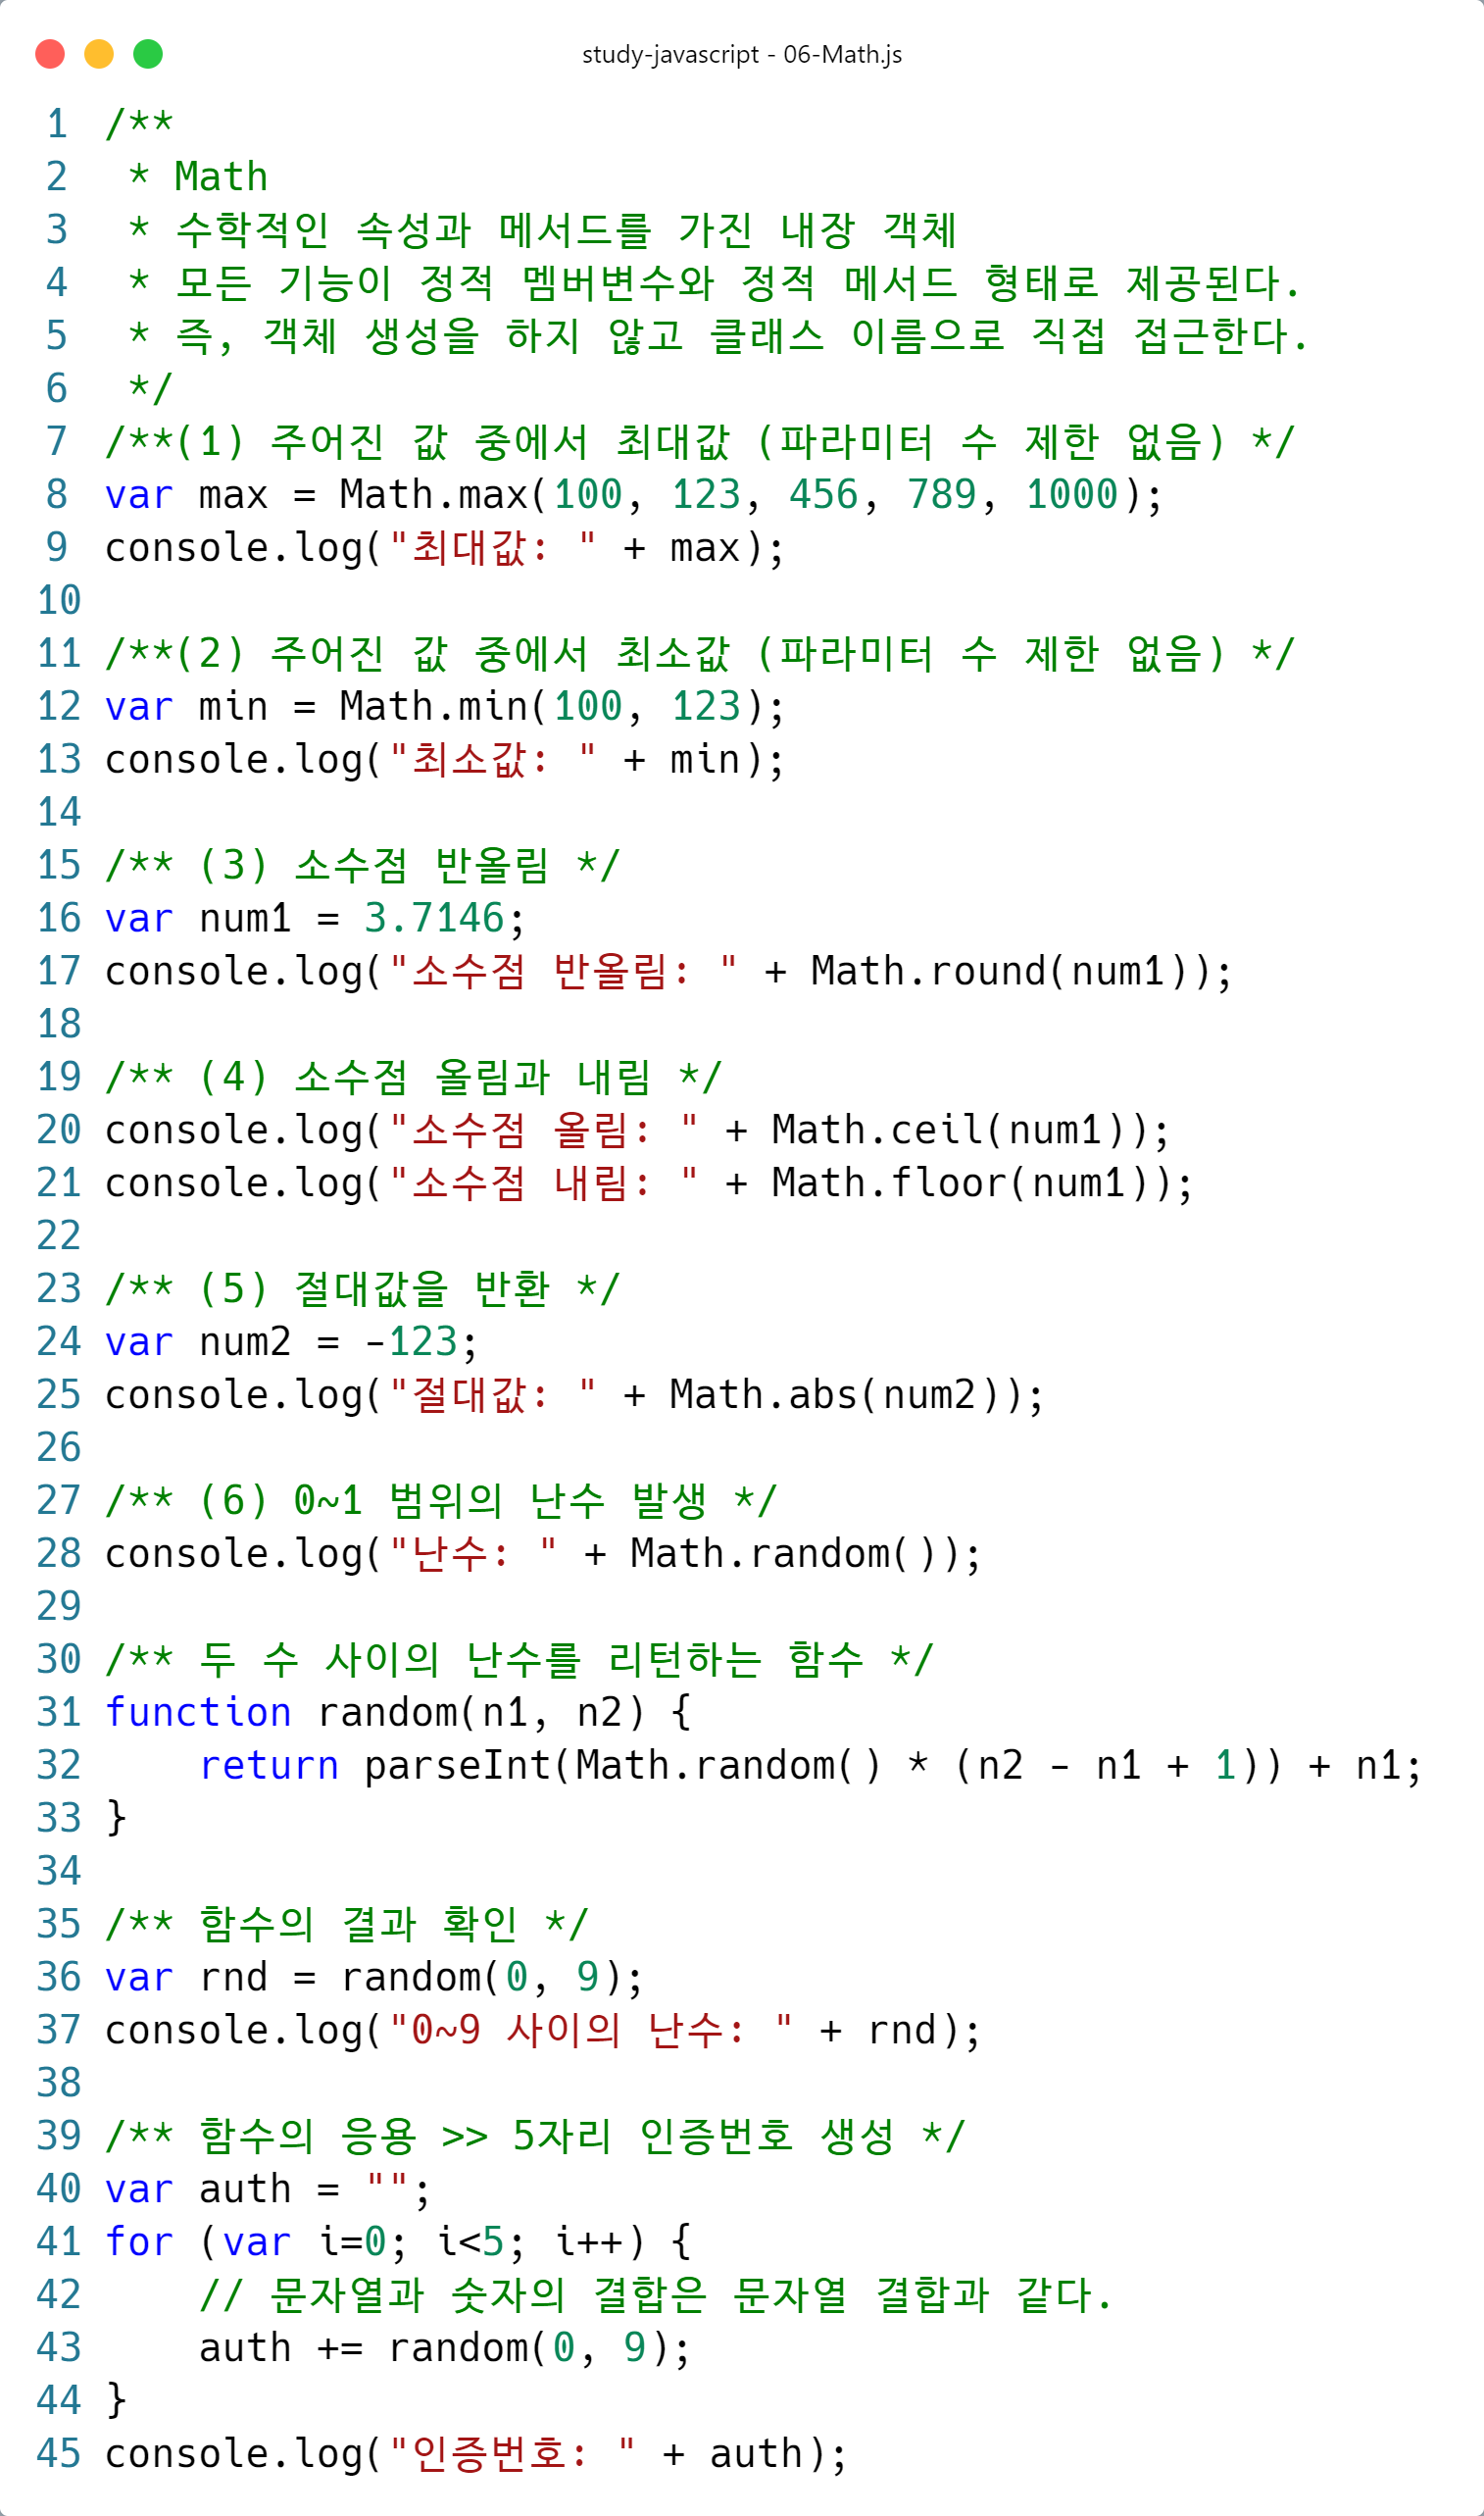 study-javascript - 06-Math.js
1 /**
2  * Math
3  * 수학적인 속성과 메서드를 가진 내장 객체
4  * 모든 기능이 정적 멤버변수와 정적 메서드 형태로 제공된다.
5  * 즉, 객체 생성을 하지 않고 클래스 이름으로 직접 접근한다.
6  */
7 /**(1) 주어진 값 중에서 최대값 (파라미터 수 제한 없음) */
8 var max = Math.max(100, 123, 456, 789, 1000);
9 console.log("최대값: " + max);
10
11 /**(2) 주어진 값 중에서 최소값 (파라미터 수 제한 없음) */
12 var min = Math.min(100, 123);
13 console.log("최소값: " + min);
14
15 /** (3) 소수점 반올림 */
16 var num1 = 3.7146;
17 console.log("소수점 반올림: " + Math.round(num1));
18
19 /** (4) 소수점 올림과 내림 */
20 console.log("소수점 올림: " + Math.ceil(num1));
21 console.log("소수점 내림: " + Math.floor(num1));
22
23 /** (5) 절대값을 반환 */
24 var num2 = -123;
25 console.log("절대값: " + Math.abs(num2));
26
27 /** (6) 0~1 범위의 난수 발생 */
28 console.log("난수: " + Math.random());
29
30 /** 두 수 사이의 난수를 리턴하는 함수 */
31 function random(n1, n2) {
32     return parseInt(Math.random() * (n2 - n1 + 1)) + n1;
33 }
34
35 /** 함수의 결과 확인 */
36 var rnd = random(0, 9);
37 console.log("0~9 사이의 난수: " + rnd);
38
39 /** 함수의 응용 >> 5자리 인증번호 생성 */
40 var auth = "";
41 for (var i=0; i<5; i++) {
42     // 문자열과 숫자의 결합은 문자열 결합과 같다.
43     auth += random(0, 9);
44 }
45 console.log("인증번호: " + auth);